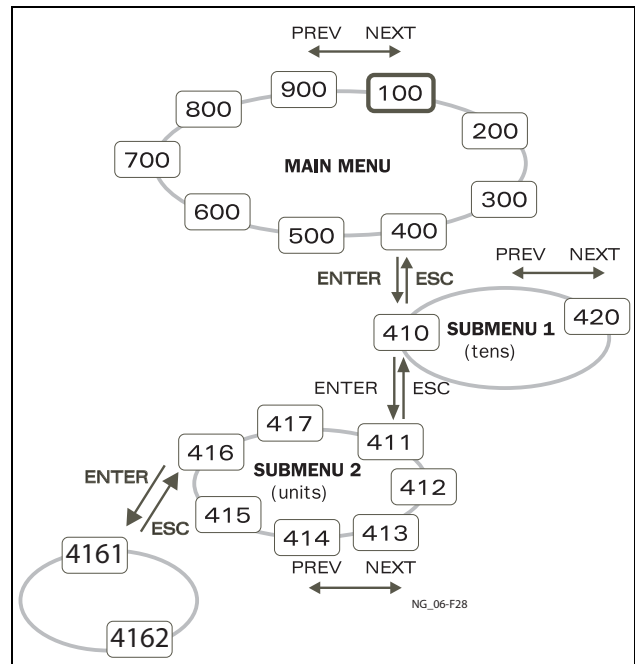 PREV NEXT
900 100
800 200
700 MAIN MENU 300
600 500 400
ENTER ESC
PREV NEXT
410 SUBMENU 1 420
(tens)
ENTER ESC
417 411
416 SUBMENU 2 412
(units)
ENTER ESC
415 414 413
PREV NEXT
4161
NG_06-F28
4162